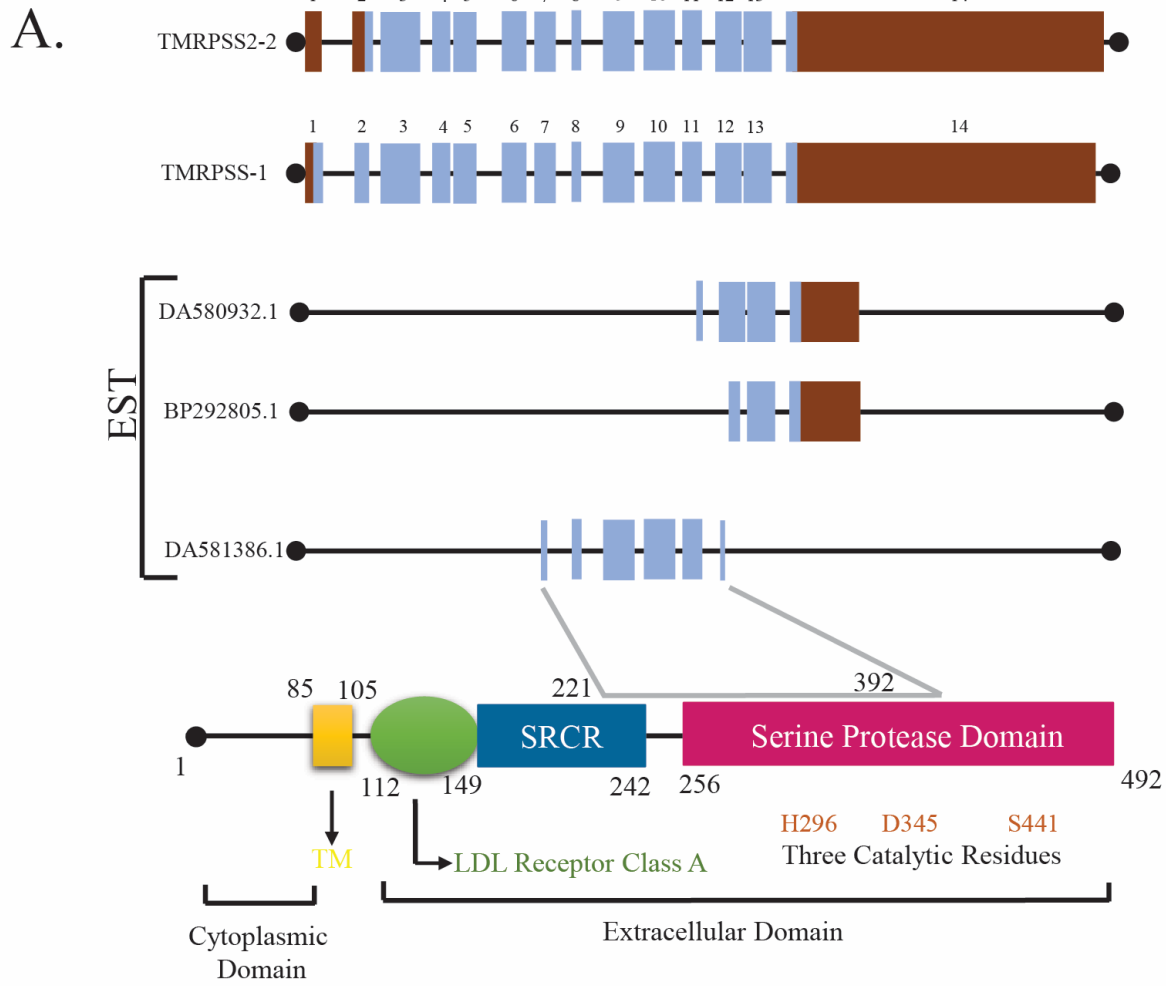 A.
TMRPSS2-2
1 2 3 4 5 6 7 8 9 10 11 12 13 14
TMRPSS-1
EST
DA580932.1
BP292805.1
DA581386.1
85 105 221 392
SRCR Serine Protease Domain
1 112 149 242 256 492
H296 D345 S441
Three Catalytic Residues
TM
LDL Receptor Class A
Cytoplasmic
Domain
Extracellular Domain